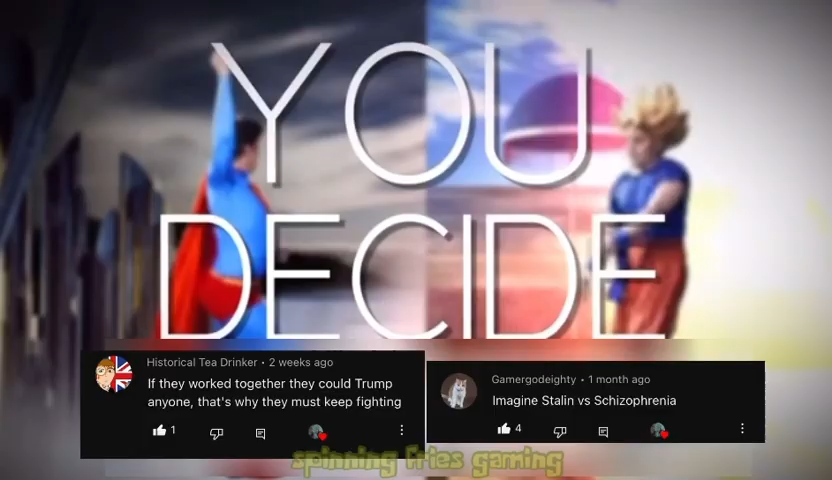 YOU
DECIDE
Historical Tea Drinker • 2 weeks ago
If they worked together they could Trump
anyone, that's why they must keep fighting
1
Gamergodeighty • 1 month ago
Imagine Stalin vs Schizophrenia
4
spinning fries gaming